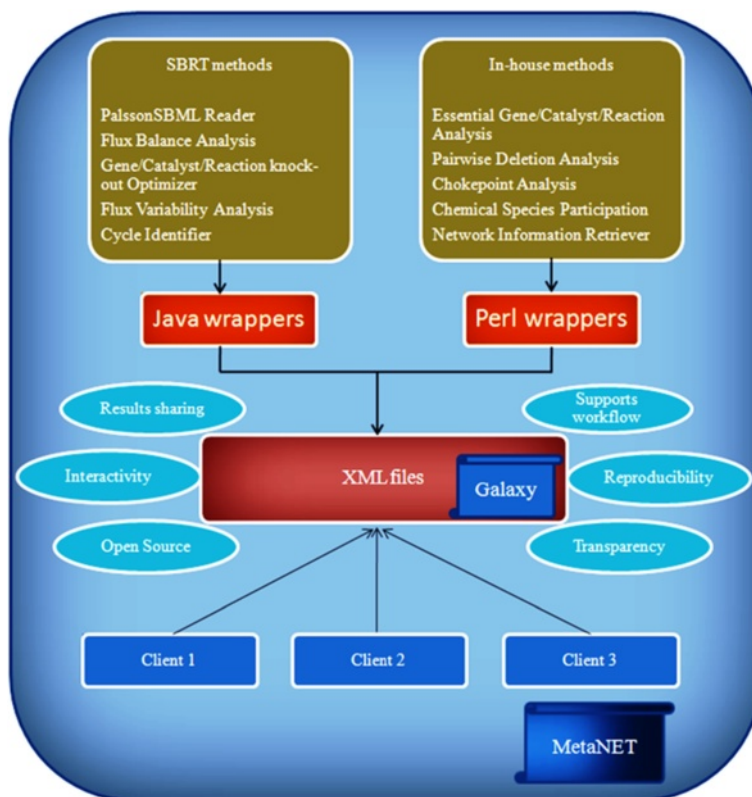 SBRT methods
PalssonSBML Reader
Flux Balance Analysis
Gene/Catalyst/Reaction knock-
out Optimizer
Flux Variability Analysis
Cycle Identifier
In-house methods
Essential Gene/Catalyst/Reaction
Analysis
Pairwise Deletion Analysis
Chokepoint Analysis
Chemical Species Participation
Network Information Retriever
Java wrappers
Perl wrappers
Results sharing
Supports
workflow
Interactivity
XML files
Galaxy
Reproducibility
Open Source
Transparency
Client 1
Client 2
Client 3
MetaNET